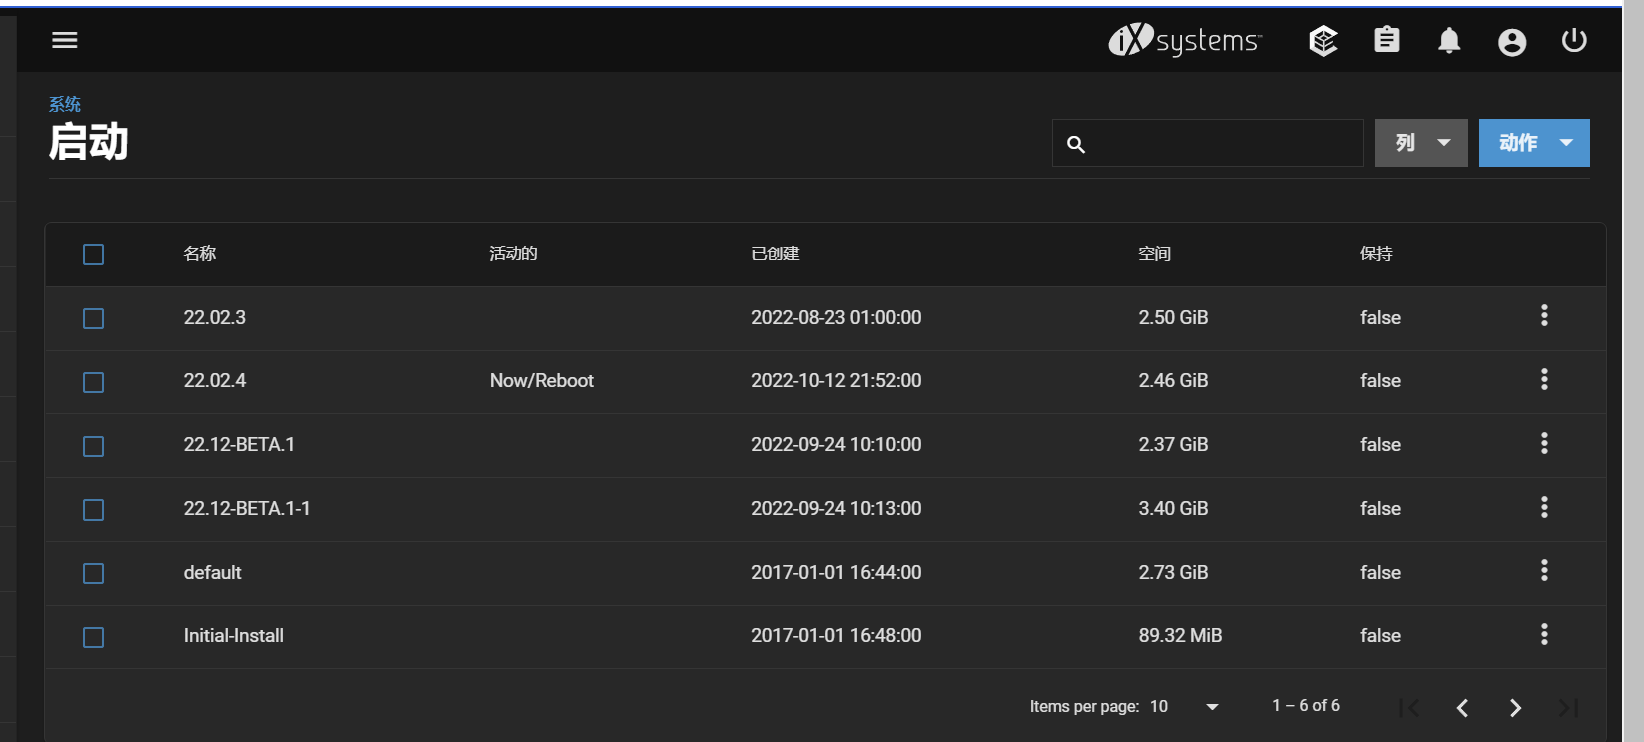 iXsystems™
系统
启动
列
动作
名称 活动的 已创建 空间 保持
22.02.3 2022-08-23 01:00:00 2.50 GiB false
22.02.4 Now/Reboot 2022-10-12 21:52:00 2.46 GiB false
22.12-BETA.1 2022-09-24 10:10:00 2.37 GiB false
22.12-BETA.1-1 2022-09-24 10:13:00 3.40 GiB false
default 2017-01-01 16:44:00 2.73 GiB false
Initial-Install 2017-01-01 16:48:00 89.32 MiB false
Items per page: 10 1 – 6 of 6